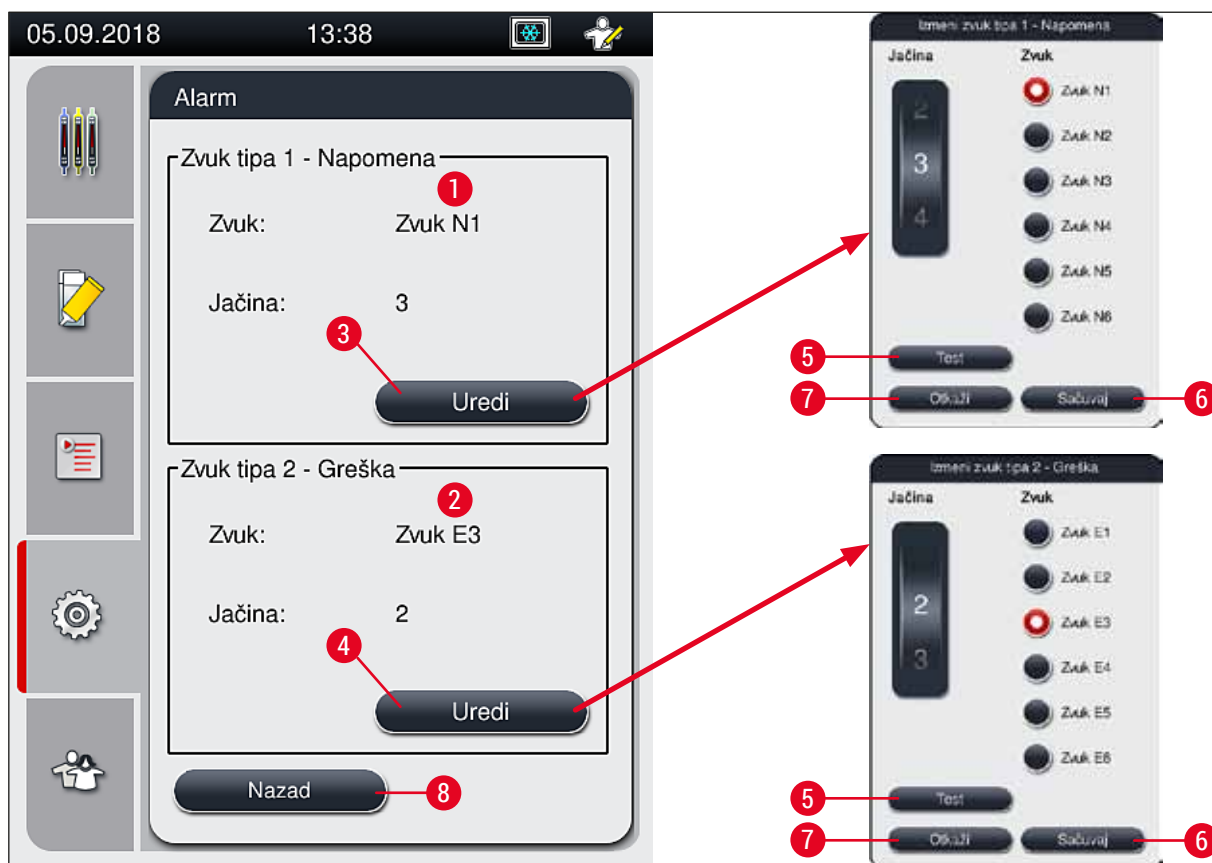 05.09.2018 13:38
Alarm
Zvuk tipa 1 - Napomena
1
Zvuk: Zvuk N1
Jačina: 3
3
Uredi
Zvuk tipa 2 - Greška
2
Zvuk: Zvuk E3
Jačina: 2
4
Uredi
Nazad
8
Izmeni zvuk tipa 1 - Napomena
Jačina Zvuk
2
3
4
Zvuk N1
Zvuk N2
Zvuk N3
Zvuk N4
Zvuk N5
Zvuk N6
5 Test
7 Otkaži Sačuvaj 6
Izmeni zvuk tipa 2 - Greška
Jačina Zvuk
2
3
Zvuk E1
Zvuk E2
Zvuk E3
Zvuk E4
Zvuk E5
Zvuk E6
5 Test
7 Otkaži Sačuvaj 6